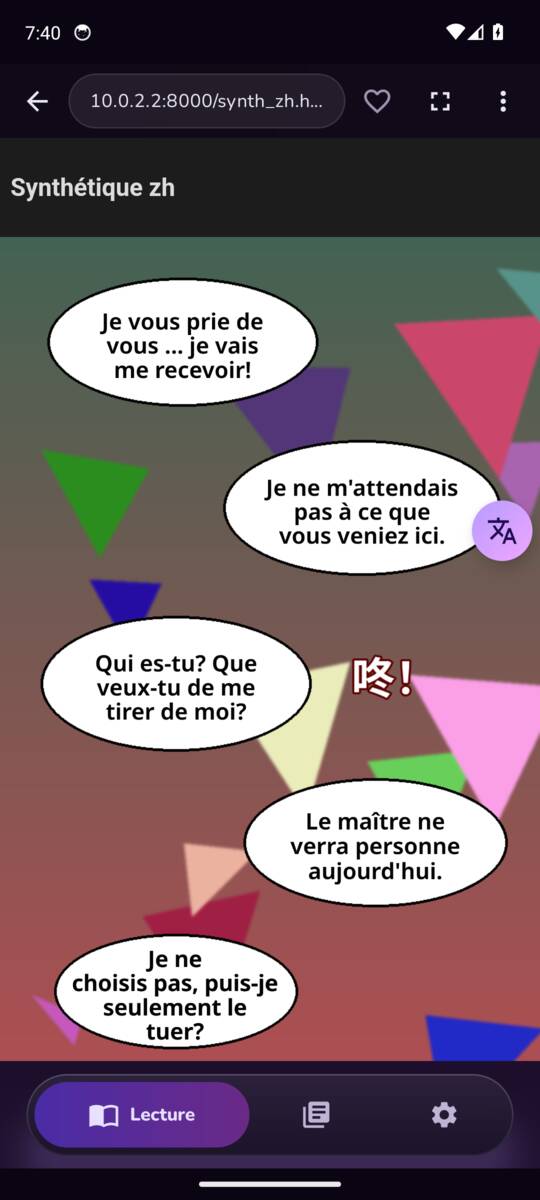 7:40
10.0.2.2:8000/synth_zh.h...
Synthétique zh
Je vous prie de
vous ... je vais
me recevoir!
Je ne m'attendais
pas à ce que
vous veniez ici.
Qui es-tu? Que
veux-tu de me
tirer de moi?
咚!
Le maître ne
verra personne
aujourd'hui.
Je ne
choisis pas, puis-je
seulement le
tuer?
Lecture